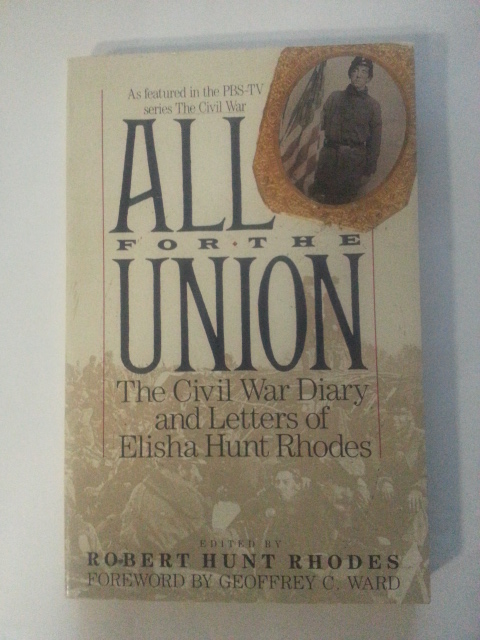 As featured in the PBS-TV
series The Civil War
ALL
FOR·THE
UNION
The Civil War Diary
and Letters of
Elisha Hunt Rhodes
EDITED BY
ROBERT HUNT RHODES
FOREWORD BY GEOFFREY C. WARD